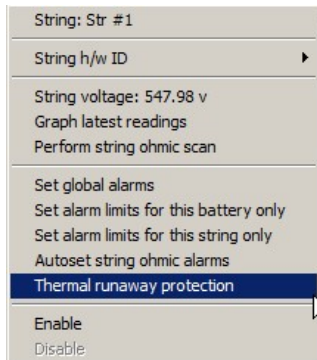 String: Str #1
String h/w ID
String voltage: 547.98 v
Graph latest readings
Perform string ohmic scan
Set global alarms
Set alarm limits for this battery only
Set alarm limits for this string only
Autoset string ohmic alarms
Thermal runaway protection
Enable
Disable